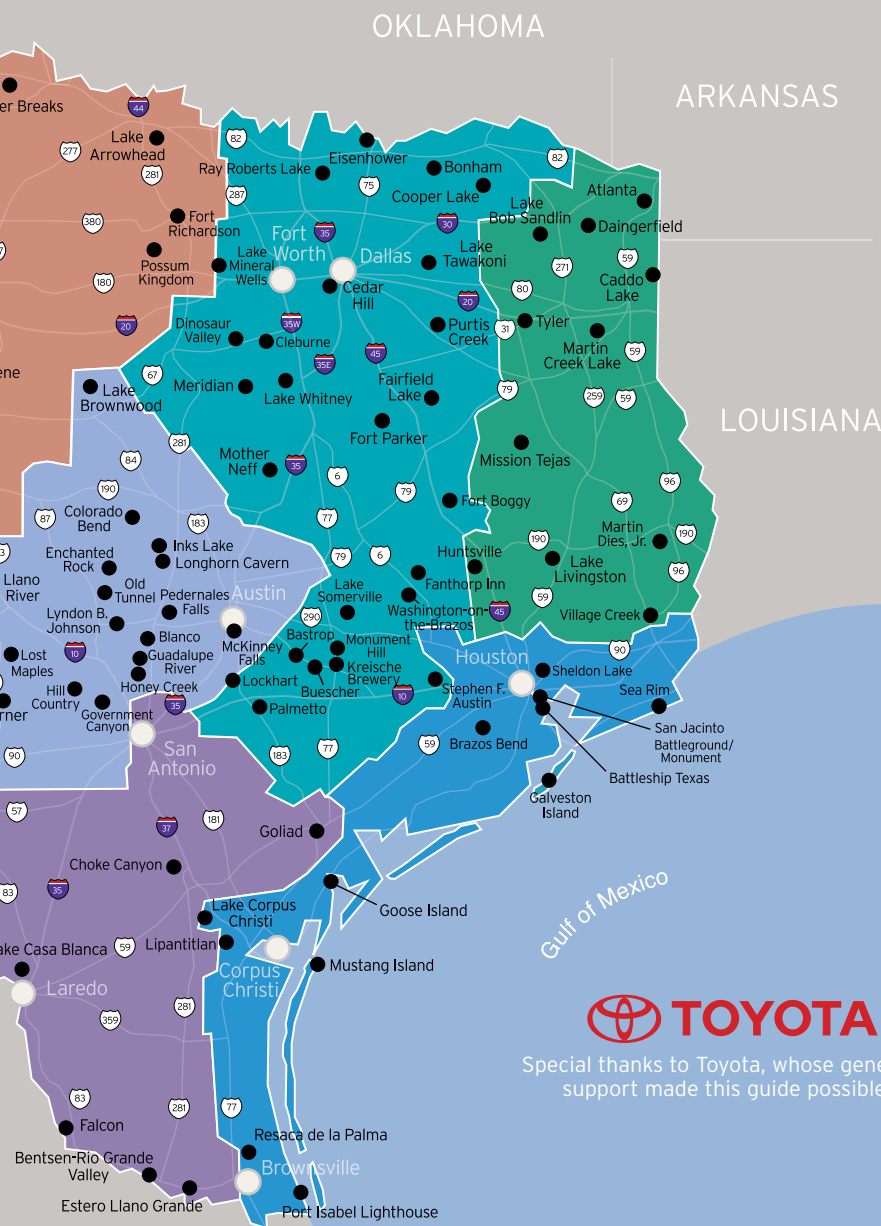 OKLAHOMA
ARKANSAS
er Breaks
44
Lake
Arrowhead
277
281
82
Ray Roberts Lake
Eisenhower
Bonham
82
287
75
Cooper Lake
Atlanta
Lake
Bob Sandlin
Daingerfield
380
Fort
Richardson
35
30
Fort
Worth
Dallas
Lake
Mineral
Wells
Possum
Kingdom
Lake
Tawakoni
59
271
Caddo
Lake
180
Cedar
Hill
80
20
20
35W
Dinosaur
Valley
Cleburne
Purtis
Creek
31
Tyler
Martin
Creek Lake
59
45
35E
67
ene
Lake
Brownwood
Meridian
Lake Whitney
Fairfield
Lake
79
259
59
LOUISIANA
Fort Parker
281
84
Mother
Neff
35
6
Mission Tejas
190
79
96
87
Colorado
Bend
183
77
Fort Boggy
69
Martin
Dies, Jr.
190
190
Inks Lake
Enchanted
Rock
Longhorn Cavern
79
6
Huntsville
Lake
Livingston
96
Llano
River
Old
Tunnel
Pedernales
Falls
Austin
Lake
Somerville
Fanthorp Inn
59
Lyndon B.
Johnson
290
Washington-on-
the-Brazos
45
Village Creek
Blanco
McKinney
Falls
Bastrop
Monument
Hill
Houston
90
10
Lost
Maples
Guadalupe
River
Kreische
Brewery
Sheldon Lake
Honey Creek
Lockhart
Buescher
10
Stephen F.
Austin
Sea Rim
Hill
Country
Government
Canyon
35
Palmetto
rner
San Jacinto
Battleground/
Monument
San
Antonio
183
77
59
Brazos Bend
90
Battleship Texas
Galveston
Island
57
37
181
Goliad
Choke Canyon
83
35
Lake Corpus
Christi
Goose Island
Gulf of Mexico
ake Casa Blanca
59
Lipantitlan
Corpus
Christi
Mustang Island
Laredo
281
359
TOYOTA
Special thanks to Toyota, whose gene
support made this guide possible
83
281
77
Falcon
Resaca de la Palma
Bentsen-Rio Grande
Valley
Brownsville
Estero Llano Grande
Port Isabel Lighthouse